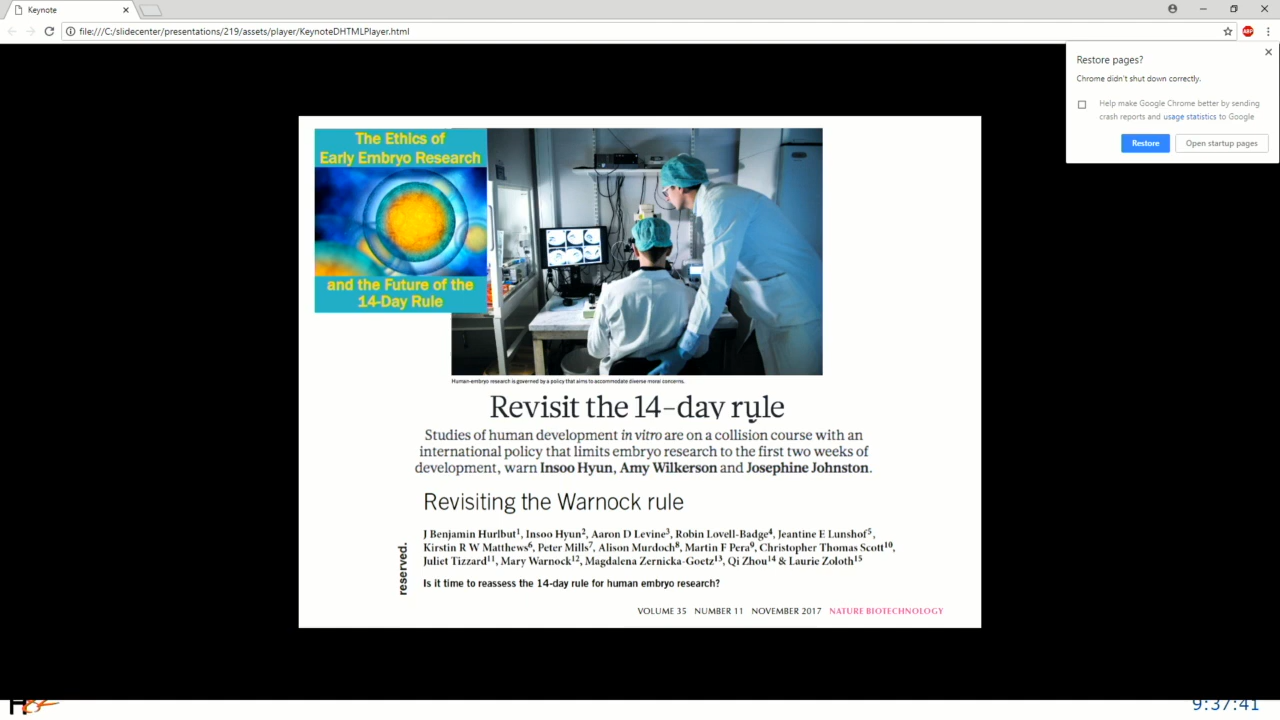 Keynote
file:///C:/slidecenter/presentations/219/assets/player/KeynoteDHTMLPlayer.html
ABP
Restore pages?
Chrome didn't shut down correctly.
Help make Google Chrome better by sending
crash reports and usage statistics to Google
Restore
Open startup pages
The Ethics of
Early Embryo Research
and the Future of the
14-Day Rule
Human-embryo research is governed by a policy that aims to accommodate diverse moral concerns.
Revisit the 14-day rule
Studies of human development in vitro are on a collision course with an
international policy that limits embryo research to the first two weeks of
development, warn Insoo Hyun, Amy Wilkerson and Josephine Johnston.
Revisiting the Warnock rule
J Benjamin Hurlbut1, Insoo Hyun2, Aaron D Levine3, Robin Lovell-Badge4, Jeantine E Lunshof5,
Kirstin R W Matthews6, Peter Mills7, Alison Murdoch8, Martin F Pera9, Christopher Thomas Scott10,
Juliet Tizzard11, Mary Warnock12, Magdalena Zernicka-Goetz13, Qi Zhou14 & Laurie Zoloth15
reserved.
Is it time to reassess the 14-day rule for human embryo research?
VOLUME 35 NUMBER 11 NOVEMBER 2017 NATURE BIOTECHNOLOGY
9:37:41